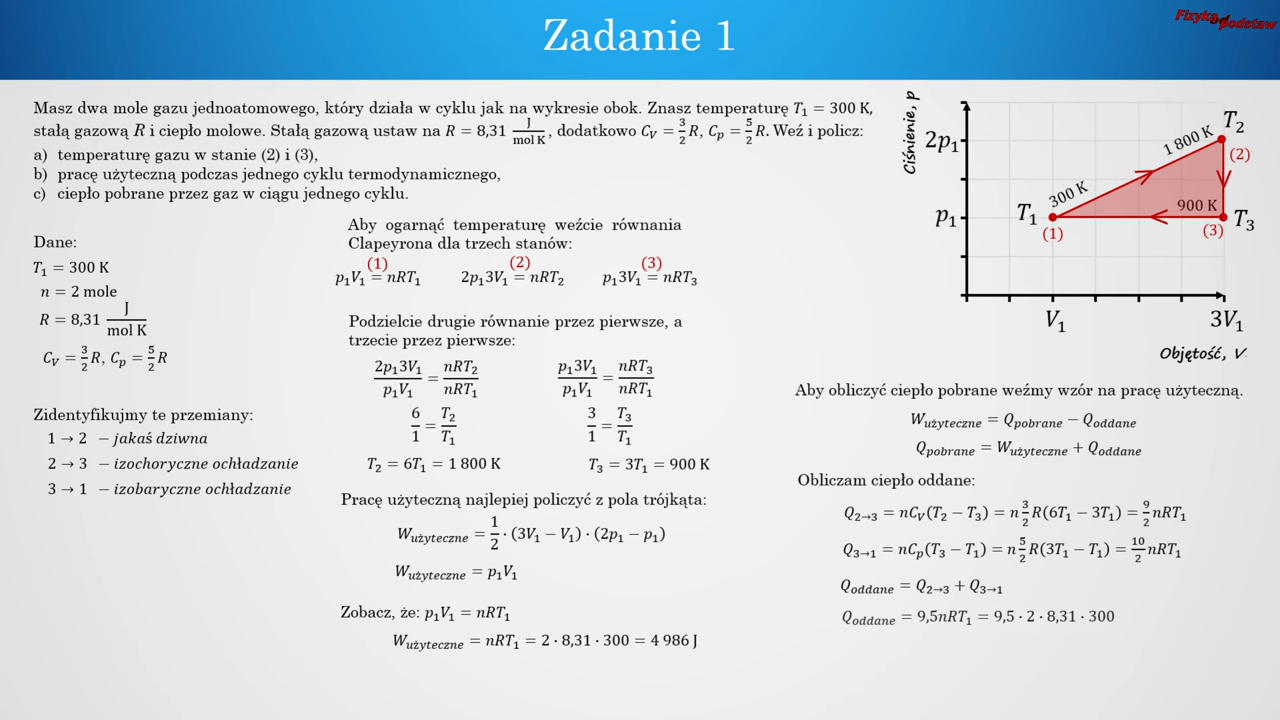 Zadanie 1
Fizyka od podstaw
Masz dwa mole gazu jednoatomowego, który działa w cyklu jak na wykresie obok. Znasz temperaturę T₁ = 300 K,
stałą gazową R i ciepło molowe. Stałą gazową ustaw na R = 8,31 J/(mol K), dodatkowo C_V = 3/2 R, C_p = 5/2 R. Weź i policz:
a) temperaturę gazu w stanie (2) i (3),
b) pracę użyteczną podczas jednego cyklu termodynamicznego,
c) ciepło pobrane przez gaz w ciągu jednego cyklu.
Dane:
T₁ = 300 K
n = 2 mole
R = 8,31 J/(mol K)
C_V = 3/2 R, C_p = 5/2 R
Zidentyfikujmy te przemiany:
1 → 2 – jakaś dziwna
2 → 3 – izochoryczne ochładzanie
3 → 1 – izobaryczne ochładzanie
Aby ogarnąć temperaturę weźcie równania
Clapeyrona dla trzech stanów:
(1) (2) (3)
p₁V₁ = nRT₁ 2p₁3V₁ = nRT₂ p₁3V₁ = nRT₃
Podzielcie drugie równanie przez pierwsze, a
trzecie przez pierwsze:
2p₁3V₁/p₁V₁ = nRT₂/nRT₁ p₁3V₁/p₁V₁ = nRT₃/nRT₁
6/1 = T₂/T₁ 3/1 = T₃/T₁
T₂ = 6T₁ = 1 800 K T₃ = 3T₁ = 900 K
Pracę użyteczną najlepiej policzyć z pola trójkąta:
W_użyteczne = 1/2 · (3V₁ − V₁) · (2p₁ − p₁)
W_użyteczne = p₁V₁
Zobacz, że: p₁V₁ = nRT₁
W_użyteczne = nRT₁ = 2 · 8,31 · 300 = 4 986 J
Ciśnienie, p
2p₁
p₁
T₁
(1)
300 K
1 800 K
T₂
(2)
900 K
T₃
(3)
V₁
3V₁
Objętość, V
Aby obliczyć ciepło pobrane weźmy wzór na pracę użyteczną.
W_użyteczne = Q_pobrane − Q_oddane
Q_pobrane = W_użyteczne + Q_oddane
Obliczam ciepło oddane:
Q₂→₃ = nC_V(T₂ − T₃) = n 3/2 R(6T₁ − 3T₁) = 9/2 nRT₁
Q₃→₁ = nC_p(T₃ − T₁) = n 5/2 R(3T₁ − T₁) = 10/2 nRT₁
Q_oddane = Q₂→₃ + Q₃→₁
Q_oddane = 9,5nRT₁ = 9,5 · 2 · 8,31 · 300